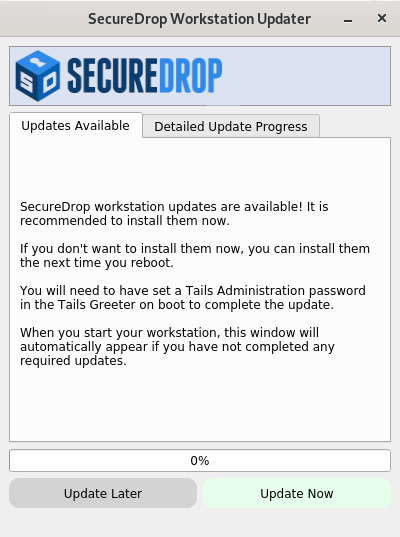 SecureDrop Workstation Updater
SECUREDROP
Updates Available
Detailed Update Progress
SecureDrop workstation updates are available! It is
recommended to install them now.
If you don't want to install them now, you can install them
the next time you reboot.
You will need to have set a Tails Administration password
in the Tails Greeter on boot to complete the update.
When you start your workstation, this window will
automatically appear if you have not completed any
required updates.
0%
Update Later
Update Now